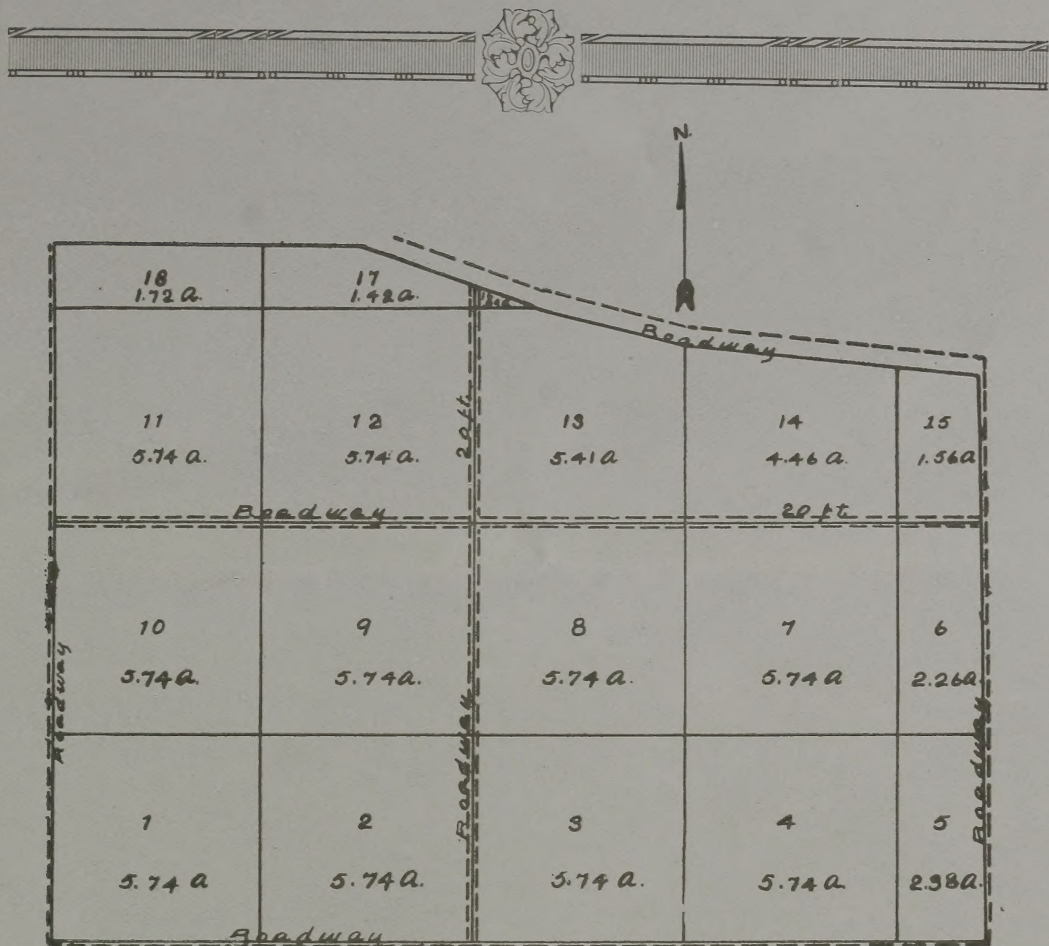 N.
18
1.72 a.
17
1.42 a.
Roadway
11
5.74 a.
12
5.74 a.
20 ft
13
5.41 a
14
4.46 a.
15
1.56 a
Roadway
20 ft
10
5.74 a.
9
5.74 a.
8
5.74 a.
7
5.74 a
6
2.26 a.
Roadway
Roadway
Roadway
1
5.74 a
2
5.74 a.
3
5.74 a.
4
5.74 a.
5
2.38 a.
Roadway